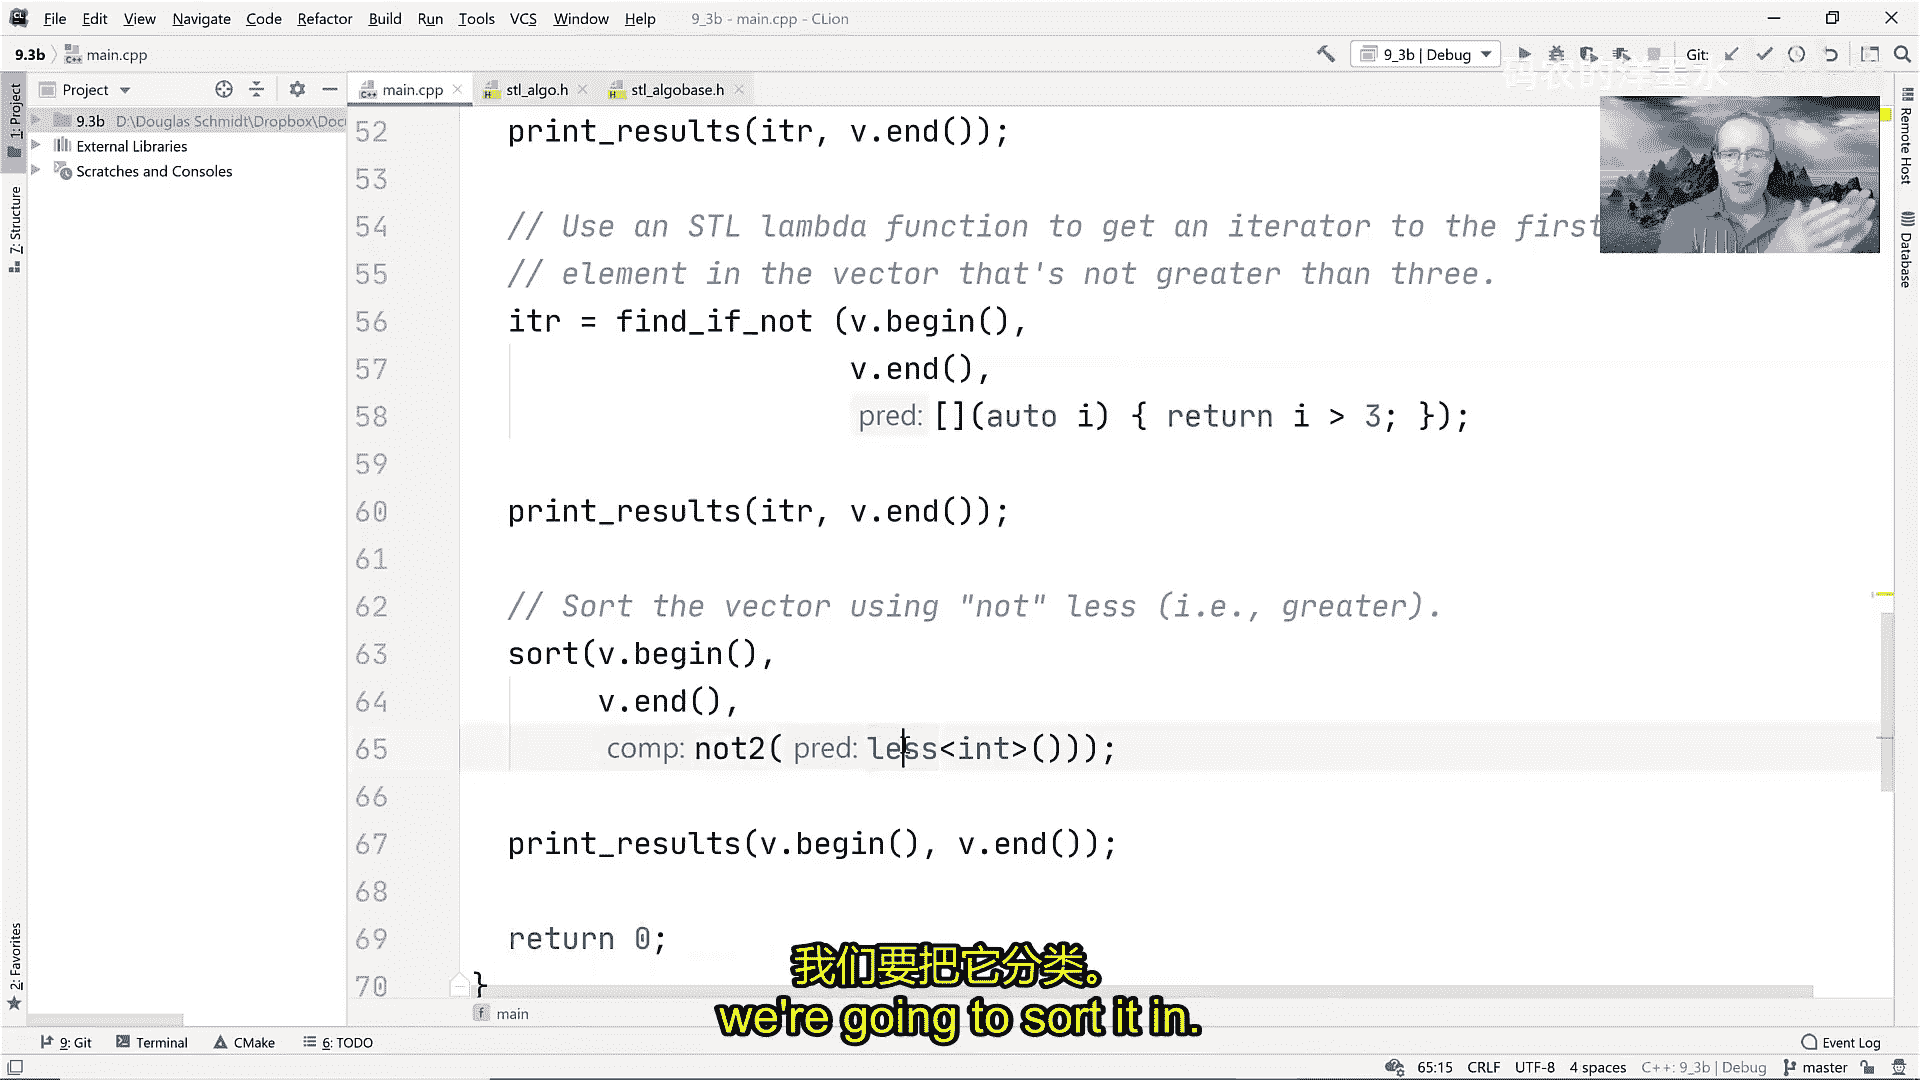 File Edit View Navigate Code Refactor Build Run Tools VCS Window Help 9_3b - main.cpp - CLion
9.3b main.cpp 9_3b | Debug Git:
码农的洋墨水
Project main.cpp stl_algo.h stl_algobase.h
1: Project
7: Structure
2: Favorites
Remote Host
Database
9.3b D:\Douglas Schmidt\Dropbox\Docu
External Libraries
Scratches and Consoles
52 print_results(itr, v.end());
53
54 // Use an STL lambda function to get an iterator to the first
55 // element in the vector that's not greater than three.
56 itr = find_if_not (v.begin(),
57 v.end(),
58 pred: [](auto i) { return i > 3; });
59
60 print_results(itr, v.end());
61
62 // Sort the vector using "not" less (i.e., greater).
63 sort(v.begin(),
64 v.end(),
65 comp: not2( pred: less<int>()));
66
67 print_results(v.begin(), v.end());
68
69 return 0;
70 }
f main
我们要把它分类。
we're going to sort it in.
9: Git Terminal CMake 6: TODO Event Log
65:15 CRLF UTF-8 4 spaces C++: 9_3b | Debug master